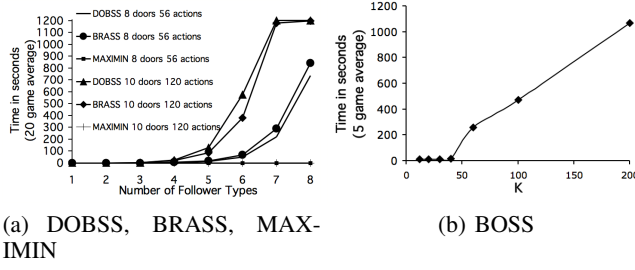 Time in seconds
(20 game average)
1200
1100
1000
900
800
700
600
500
400
300
200
100
0
DOBSS 8 doors 56 actions
BRASS 8 doors 56 actions
MAXIMIN 8 doors 56 actions
DOBSS 10 doors 120 actions
BRASS 10 doors 120 actions
MAXIMIN 10 doors 120 actions
1 2 3 4 5 6 7 8
Number of Follower Types
(a) DOBSS, BRASS, MAX-
IMIN
Time in seconds
(5 game average)
1200
1000
800
600
400
200
0
0 50 100 150 200
K
(b) BOSS